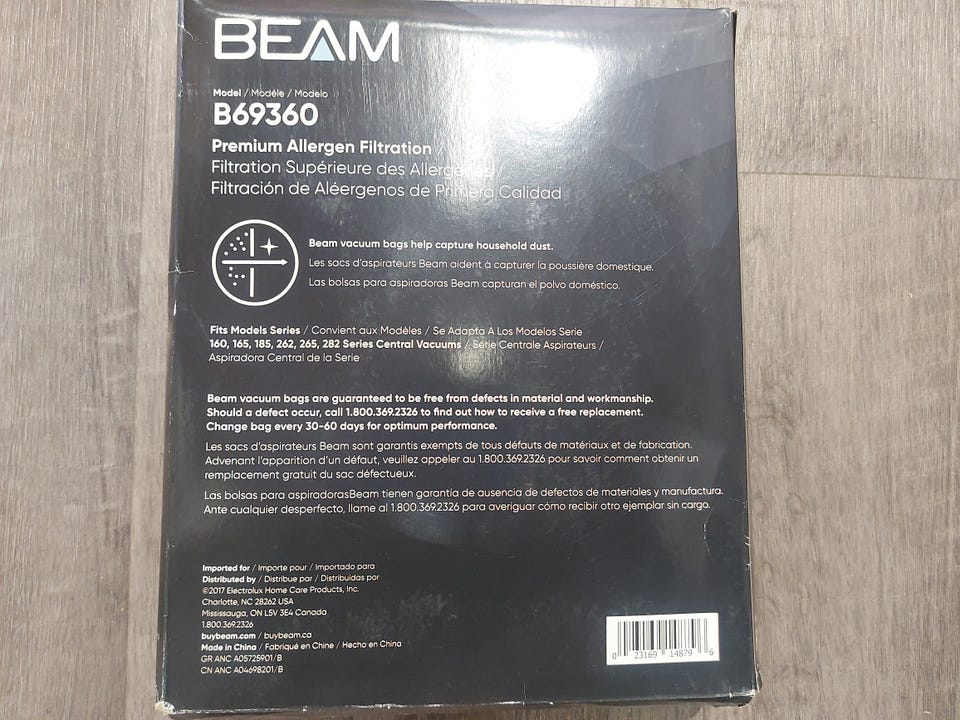 BEAM
Model / Modèle / Modelo
B69360
Premium Allergen Filtration /
Filtration Supérieure des Allergènes /
Filtración de Aléergenos de Primera Calidad
Beam vacuum bags help capture household dust.
Les sacs d'aspirateurs Beam aident à capturer la poussière domestique.
Las bolsas para aspiradoras Beam capturan el polvo doméstico.
Fits Models Series / Convient aux Modèles / Se Adapta A Los Modelos Serie
160, 165, 185, 262, 265, 282 Series Central Vacuums / Série Centrale Aspirateurs /
Aspiradora Central de la Serie
Beam vacuum bags are guaranteed to be free from defects in material and workmanship.
Should a defect occur, call 1.800.369.2326 to find out how to receive a free replacement.
Change bag every 30-60 days for optimum performance.
Les sacs d'aspirateurs Beam sont garantis exempts de tous défauts de matériaux et de fabrication.
Advenant l'apparition d'un défaut, veuillez appeler au 1.800.369.2326 pour savoir comment obtenir un
remplacement gratuit du sac défectueux.
Las bolsas para aspiradorasBeam tienen garantía de ausencia de defectos de materiales y manufactura.
Ante cualquier desperfecto, llame al 1.800.369.2326 para averiguar cómo recibir otro ejemplar sin cargo.
Imported for / Importe pour / Importado para
Distributed by / Distribue par / Distribuidas por
©2017 Electrolux Home Care Products, Inc.
Charlotte, NC 28262 USA
Mississauga, ON L5V 3E4 Canada
1.800.369.2326
buybeam.com / buybeam.ca
Made in China / Fabriqué en Chine / Hecho en China
GR ANC A05725901/B
CN ANC A04698201/B
0 23169 14879 6